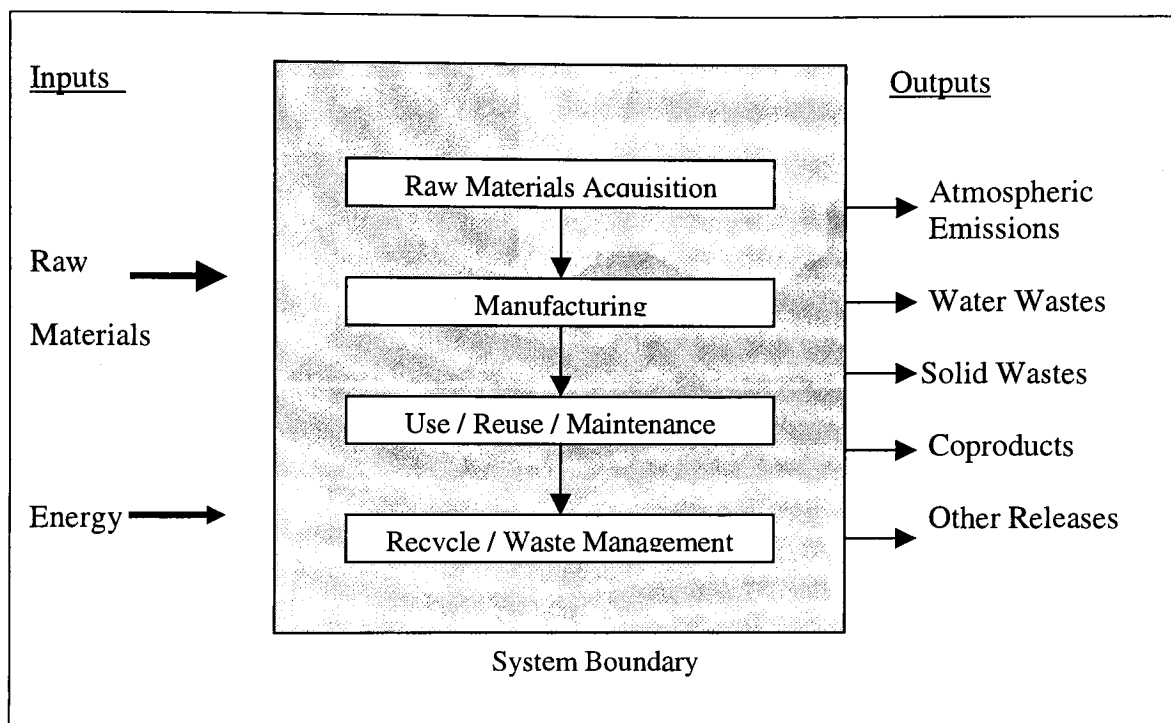 Inputs
Raw
Materials
Energy
Raw Materials Acquisition
Manufacturing
Use / Reuse / Maintenance
Recycle / Waste Management
System Boundary
Outputs
Atmospheric
Emissions
Water Wastes
Solid Wastes
Coproducts
Other Releases